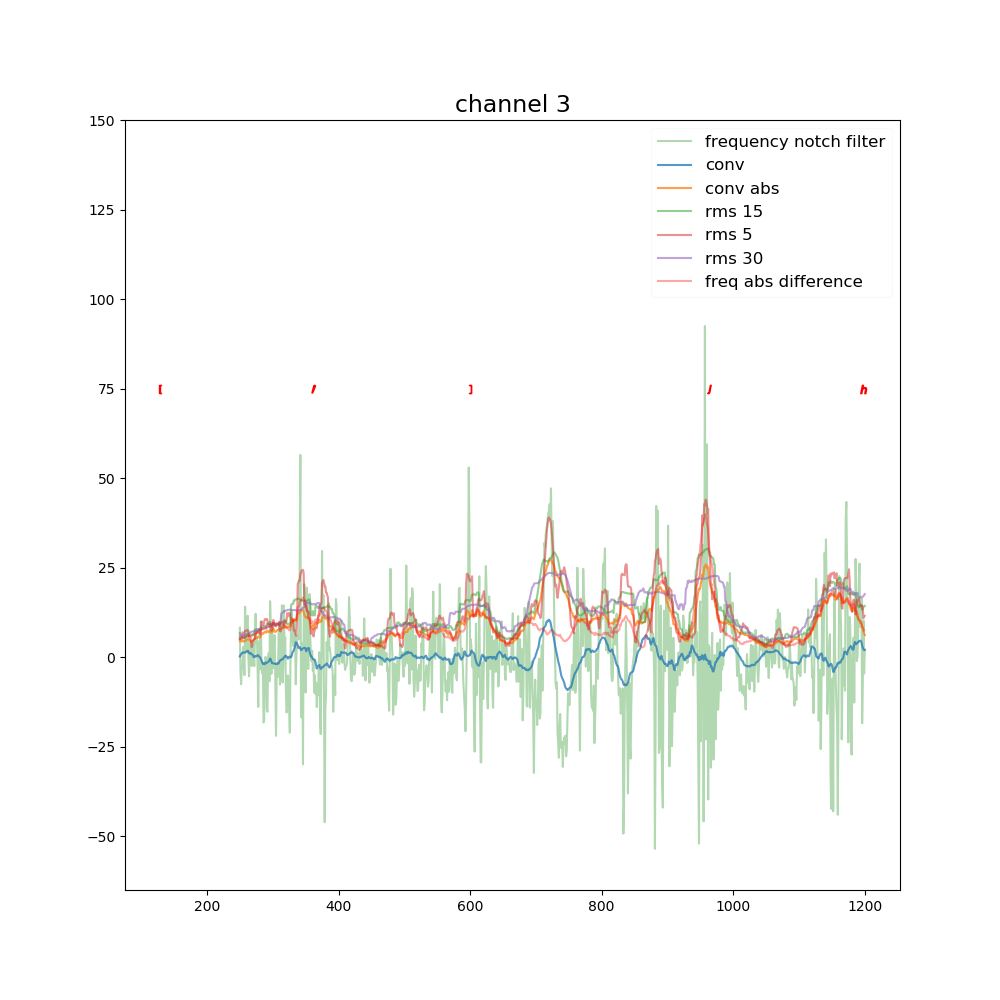 channel 3
150
125
100
75
50
25
0
−25
−50
200 400 600 800 1000 1200
frequency notch filter
conv
conv abs
rms 15
rms 5
rms 30
freq abs difference
[ / ] J h